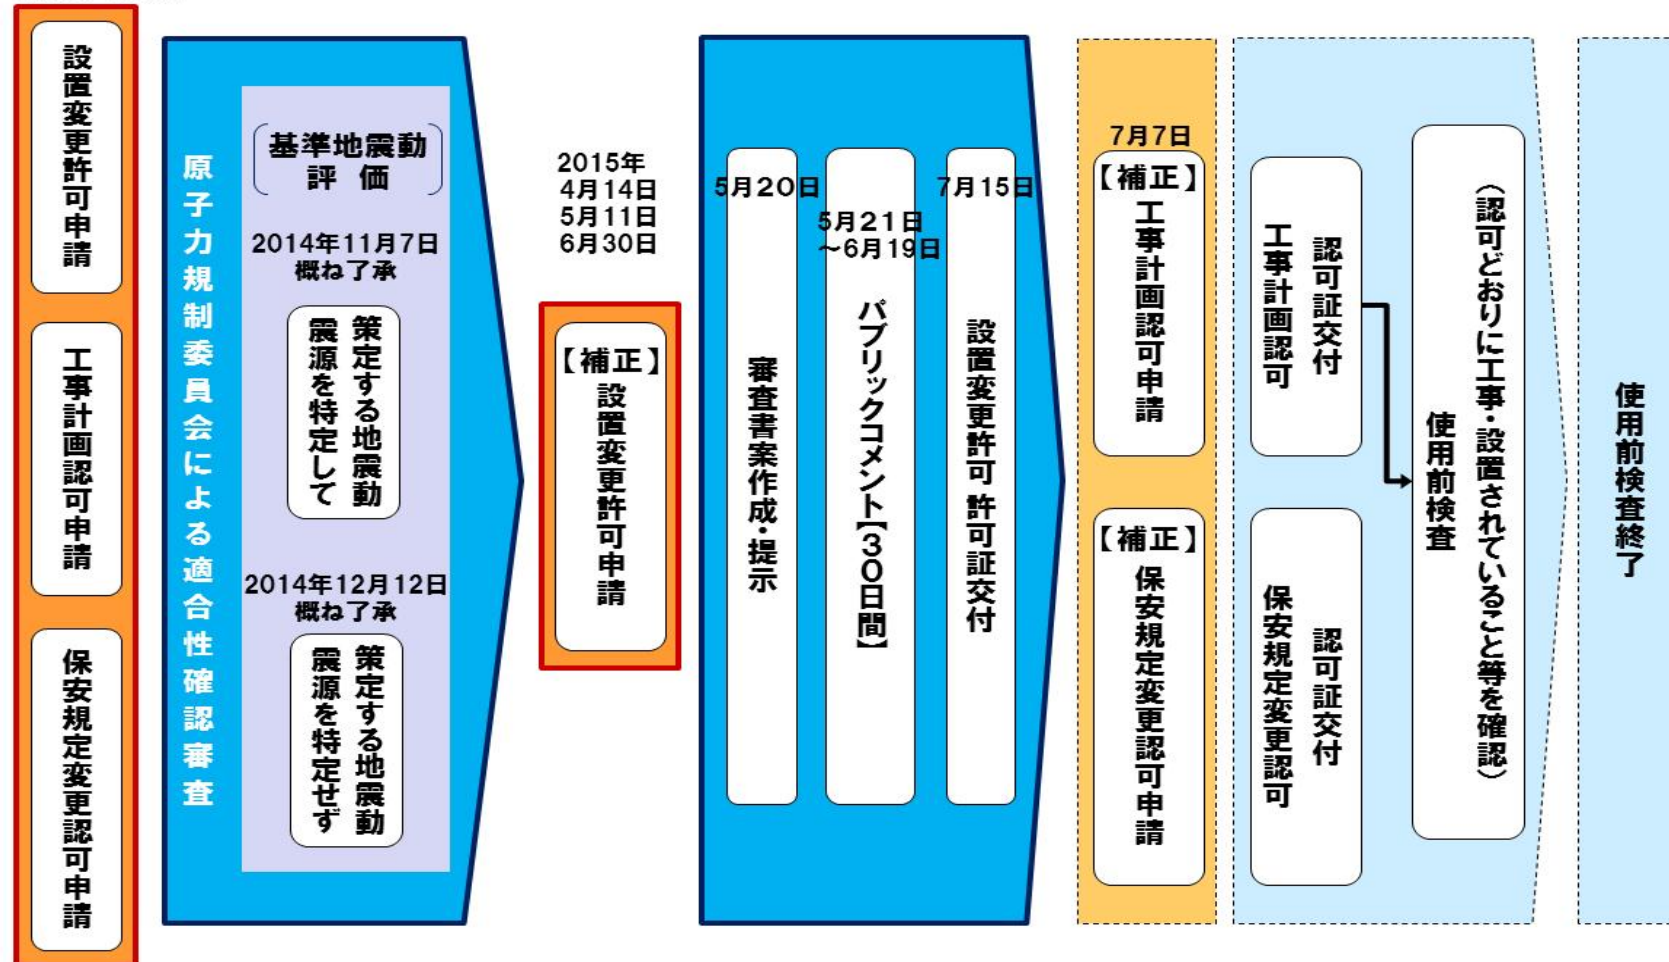 設置変更許可申請
工事計画認可申請
保安規定変更認可申請
原子力規制委員会による適合性確認審査
基準地震動
評価
2014年11月7日
概ね了承
震源を特定して
策定する地震動
2014年12月12日
概ね了承
震源を特定せず
策定する地震動
2015年
4月14日
5月11日
6月30日
【補正】
設置変更許可申請
5月20日
審査書案作成・提示
5月21日
～6月19日
パブリックコメント【30日間】
7月15日
設置変更許可 許可証交付
7月7日
【補正】
工事計画認可申請
【補正】
保安規定変更認可申請
工事計画認可
認可証交付
保安規定変更認可
認可証交付
使用前検査
（認可どおりに工事・設置されていること等を確認）
使用前検査終了